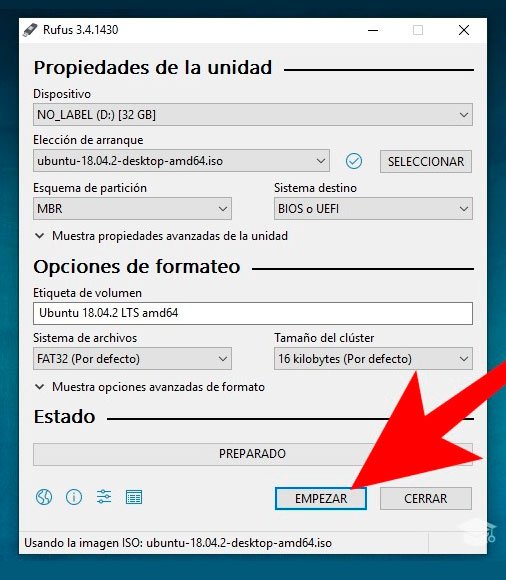 Rufus 3.4.1430
Propiedades de la unidad
Dispositivo
NO_LABEL (D:) [32 GB]
Elección de arranque
ubuntu-18.04.2-desktop-amd64.iso
SELECCIONAR
Esquema de partición
Sistema destino
MBR
BIOS o UEFI
Muestra propiedades avanzadas de la unidad
Opciones de formateo
Etiqueta de volumen
Ubuntu 18.04.2 LTS amd64
Sistema de archivos
Tamaño del clúster
FAT32 (Por defecto)
16 kilobytes (Por defecto)
Muestra opciones avanzadas de formato
Estado
PREPARADO
EMPEZAR
CERRAR
Usando la imagen ISO: ubuntu-18.04.2-desktop-amd64.iso